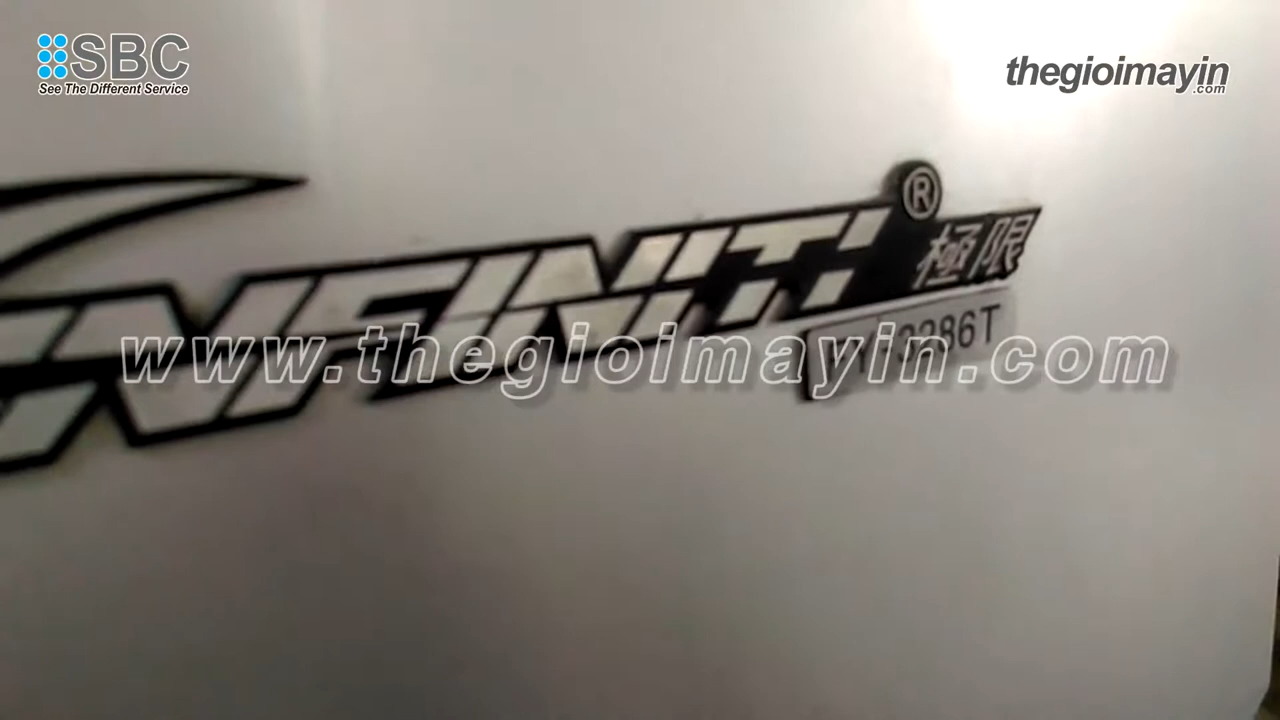 SBC
See The Different Service
thegioimayin
.com
INFINITI®
極限
www.thegioimayin.com